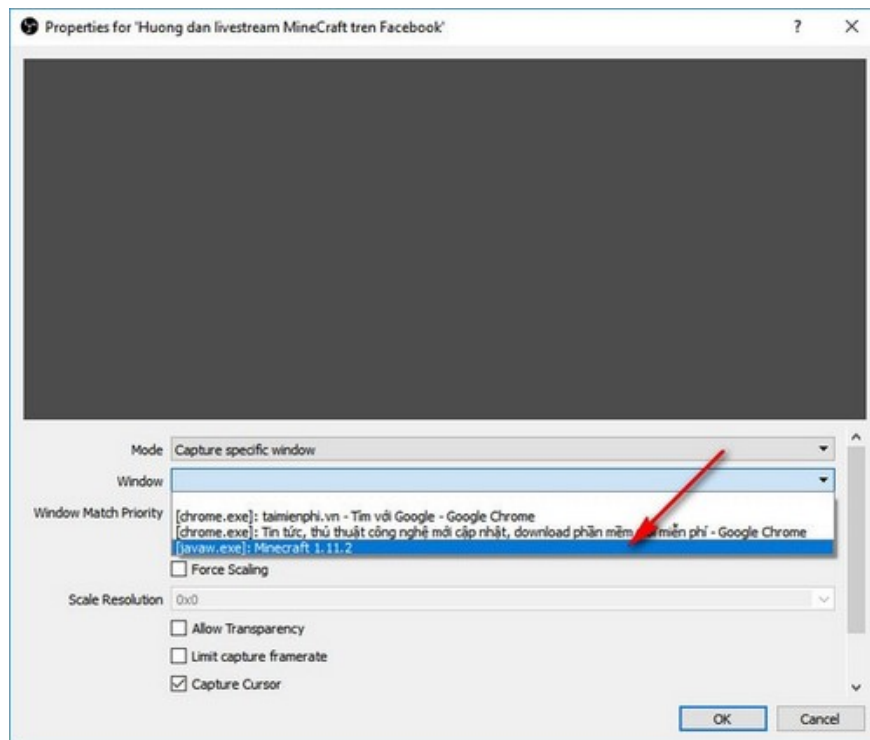 Properties for 'Huong dan livestream MineCraft tren Facebook'
?
Mode
Capture specific window
Window
Window Match Priority
[chrome.exe]: taimienphi.vn - Tìm với Google - Google Chrome
[chrome.exe]: Tin tức, thủ thuật công nghệ mới cập nhật, download phần mềm miễn phí - Google Chrome
[javaw.exe]: Minecraft 1.11.2
Force Scaling
Scale Resolution
0x0
Allow Transparency
Limit capture framerate
Capture Cursor
OK
Cancel